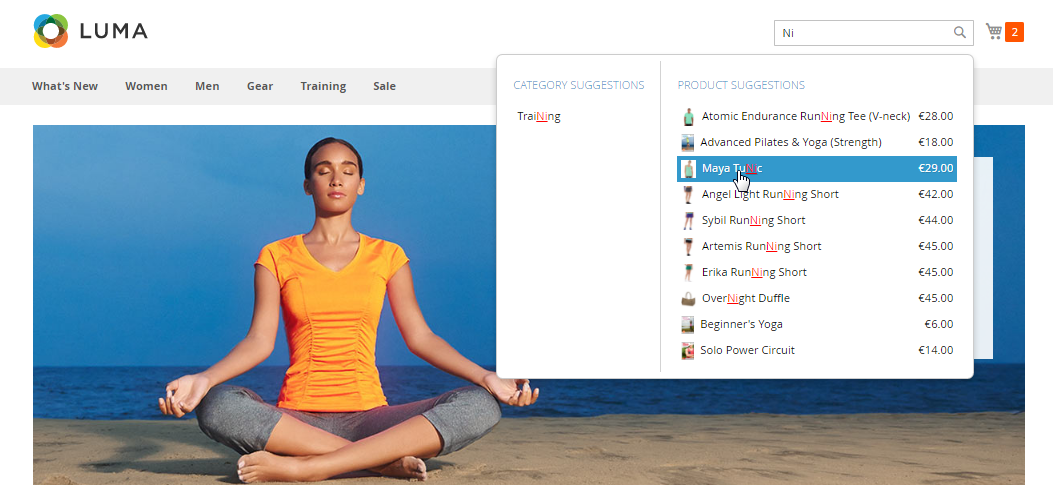 LUMA
Ni
2
What's New Women Men Gear Training Sale
CATEGORY SUGGESTIONS
TraiNing
PRODUCT SUGGESTIONS
Atomic Endurance RunNing Tee (V-neck) €28.00
Advanced Pilates & Yoga (Strength) €18.00
Maya TuNic €29.00
Angel Light RunNing Short €42.00
Sybil RunNing Short €44.00
Artemis RunNing Short €45.00
Erika RunNing Short €45.00
OverNight Duffle €45.00
Beginner's Yoga €6.00
Solo Power Circuit €14.00